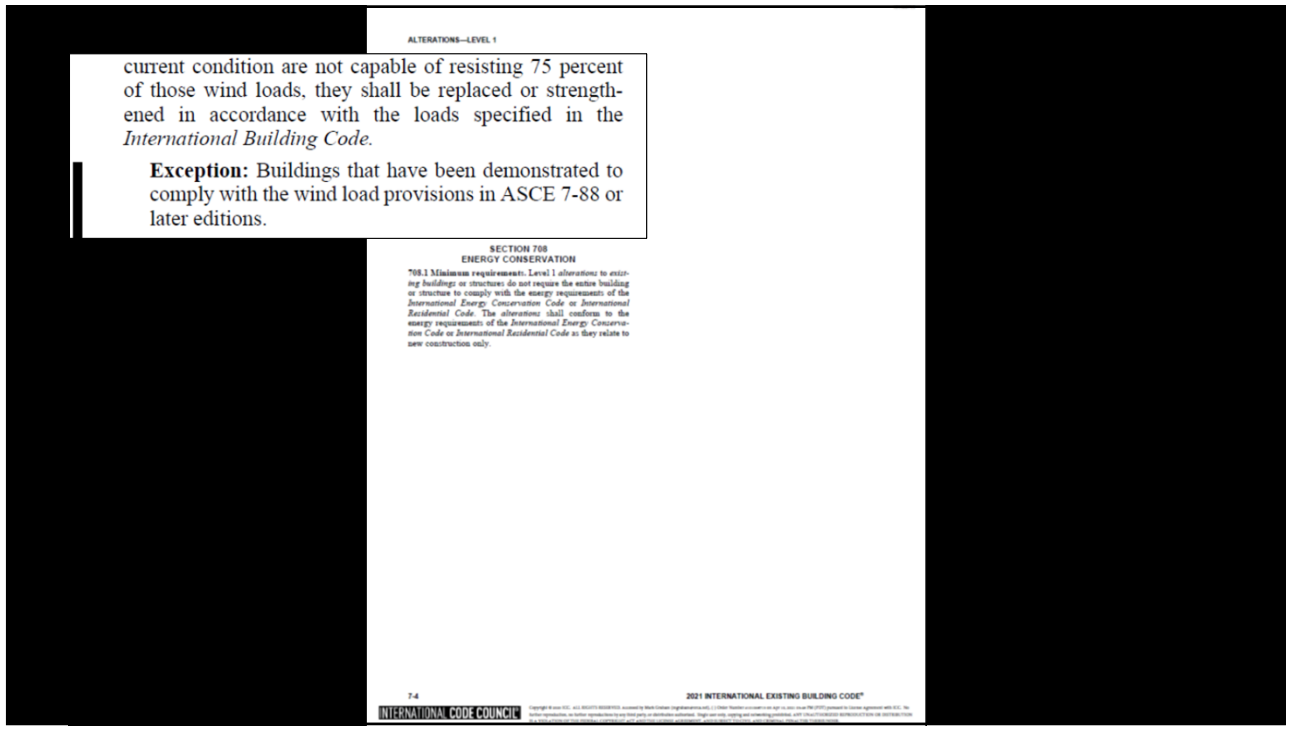 ALTERATIONS—LEVEL 1
current condition are not capable of resisting 75 percent
of those wind loads, they shall be replaced or strength-
ened in accordance with the loads specified in the
International Building Code.
Exception: Buildings that have been demonstrated to
comply with the wind load provisions in ASCE 7-88 or
later editions.
SECTION 708
ENERGY CONSERVATION
708.1 Minimum requirements. Level 1 alterations to exist-
ing buildings or structures do not require the entire building
or structure to comply with the energy requirements of the
International Energy Conservation Code or International
Residential Code. The alterations shall conform to the
energy requirements of the International Energy Conserva-
tion Code or International Residential Code as they relate to
new construction only.
7-4
2021 INTERNATIONAL EXISTING BUILDING CODE®
INTERNATIONAL CODE COUNCIL®